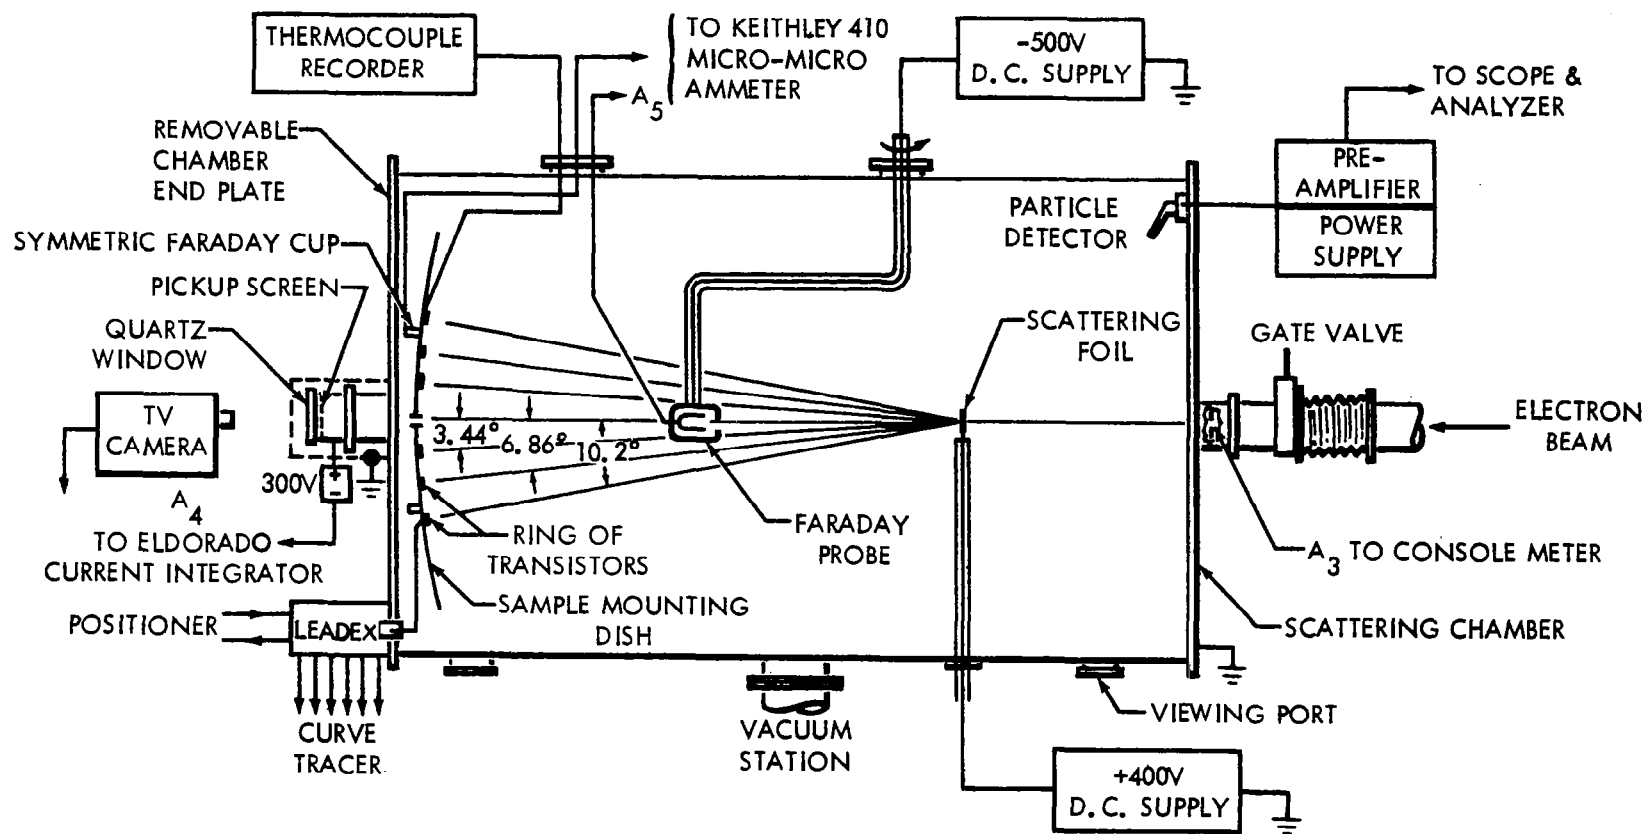 THERMOCOUPLE
RECORDER
TO KEITHLEY 410
MICRO-MICRO
AMMETER
A5
-500V
D. C. SUPPLY
TO SCOPE &
ANALYZER
PRE-
AMPLIFIER
POWER
SUPPLY
REMOVABLE
CHAMBER
END PLATE
SYMMETRIC FARADAY CUP
PICKUP SCREEN
QUARTZ
WINDOW
TV
CAMERA
A4
300V
+
-
TO ELDORADO
CURRENT INTEGRATOR
POSITIONER
LEADEX
CURVE
TRACER
PARTICLE
DETECTOR
SCATTERING
FOIL
GATE VALVE
ELECTRON
BEAM
3.44°
6.86°
10.2°
RING OF
TRANSISTORS
FARADAY
PROBE
SAMPLE MOUNTING
DISH
A3 TO CONSOLE METER
SCATTERING CHAMBER
VIEWING PORT
VACUUM
STATION
+400V
D. C. SUPPLY